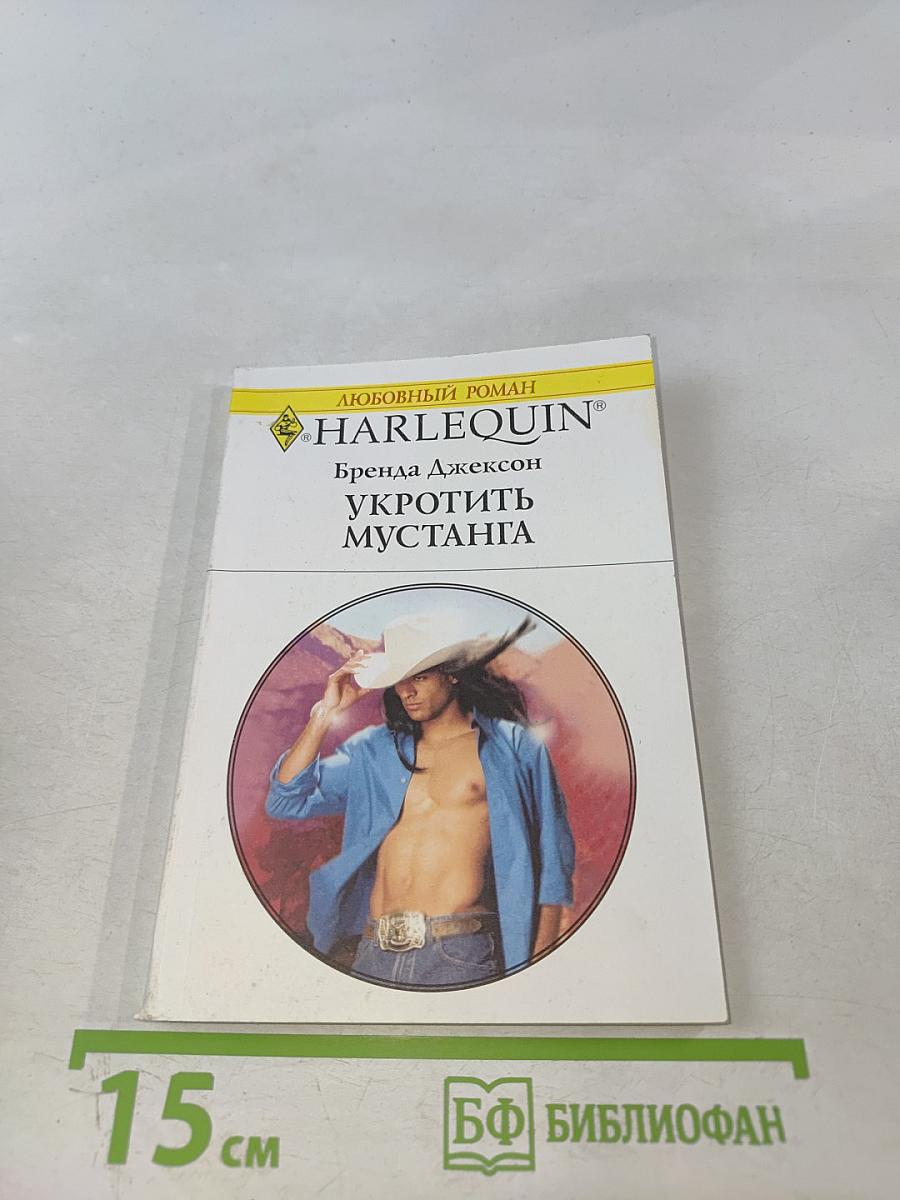 ЛЮБОВНЫЙ РОМАН
® HARLEQUIN®
Бренда Джексон
УКРОТИТЬ
МУСТАНГА
15 см
БФ БИБЛИОФАН